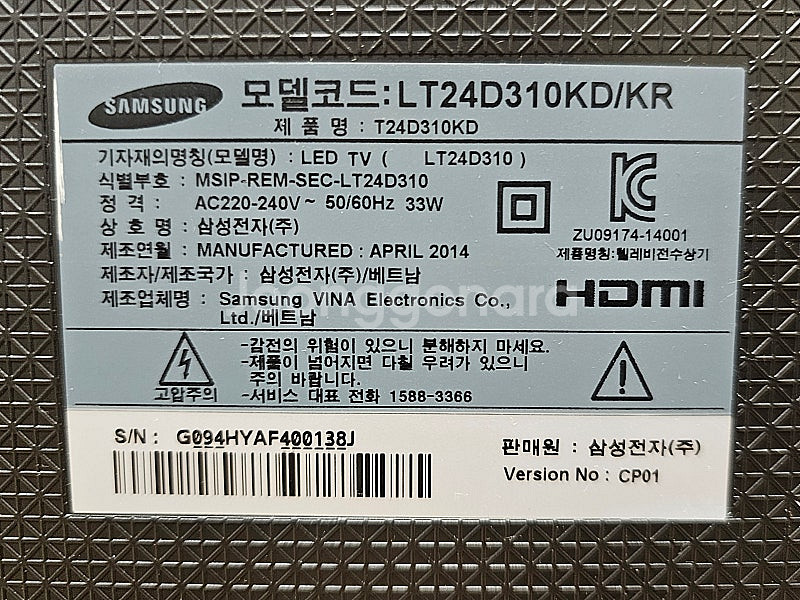 SAMSUNG
모델코드:LT24D310KD/KR
제 품 명 : T24D310KD
기자재의명칭(모델명) : LED TV ( LT24D310 )
식별부호 : MSIP-REM-SEC-LT24D310
정 격 : AC220-240V ~ 50/60Hz 33W
상 호 명 : 삼성전자(주)
제조연월 : MANUFACTURED : APRIL 2014
제조자/제조국가 : 삼성전자(주)/베트남
제조업체명 : Samsung VINA Electronics Co.,
Ltd./베트남
ZU09174-14001
제품명칭:텔레비전수상기
HDMI
joonggonara
고압주의
-감전의 위험이 있으니 분해하지 마세요.
-제품이 넘어지면 다칠 우려가 있으니
주의 바랍니다.
-서비스 대표 전화 1588-3366
S/N : G094HYAF400138J
판매원 : 삼성전자(주)
Version No : CP01